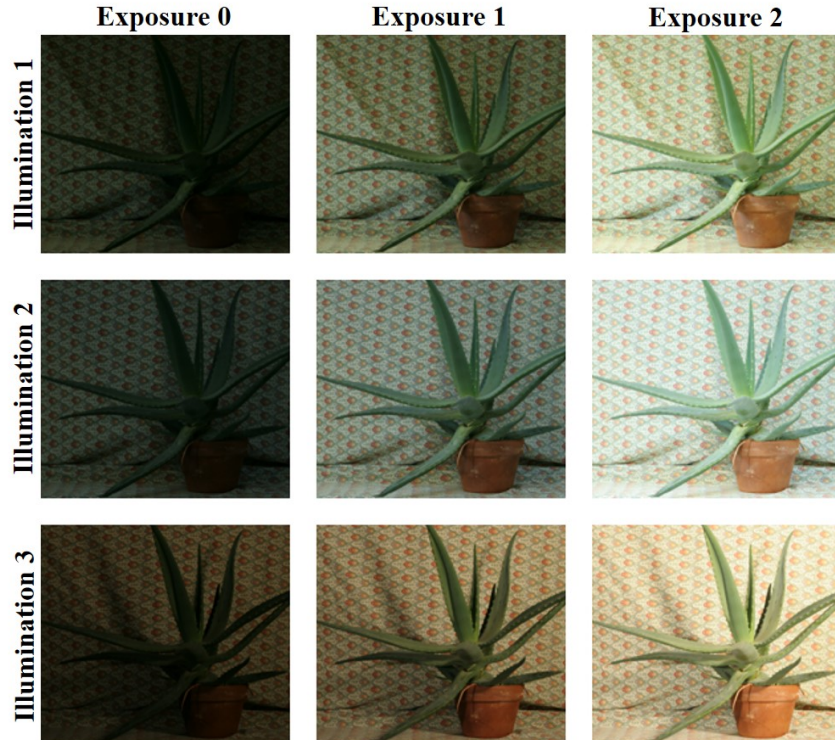 Exposure 0
Exposure 1
Exposure 2
Illumination 1
Illumination 2
Illumination 3